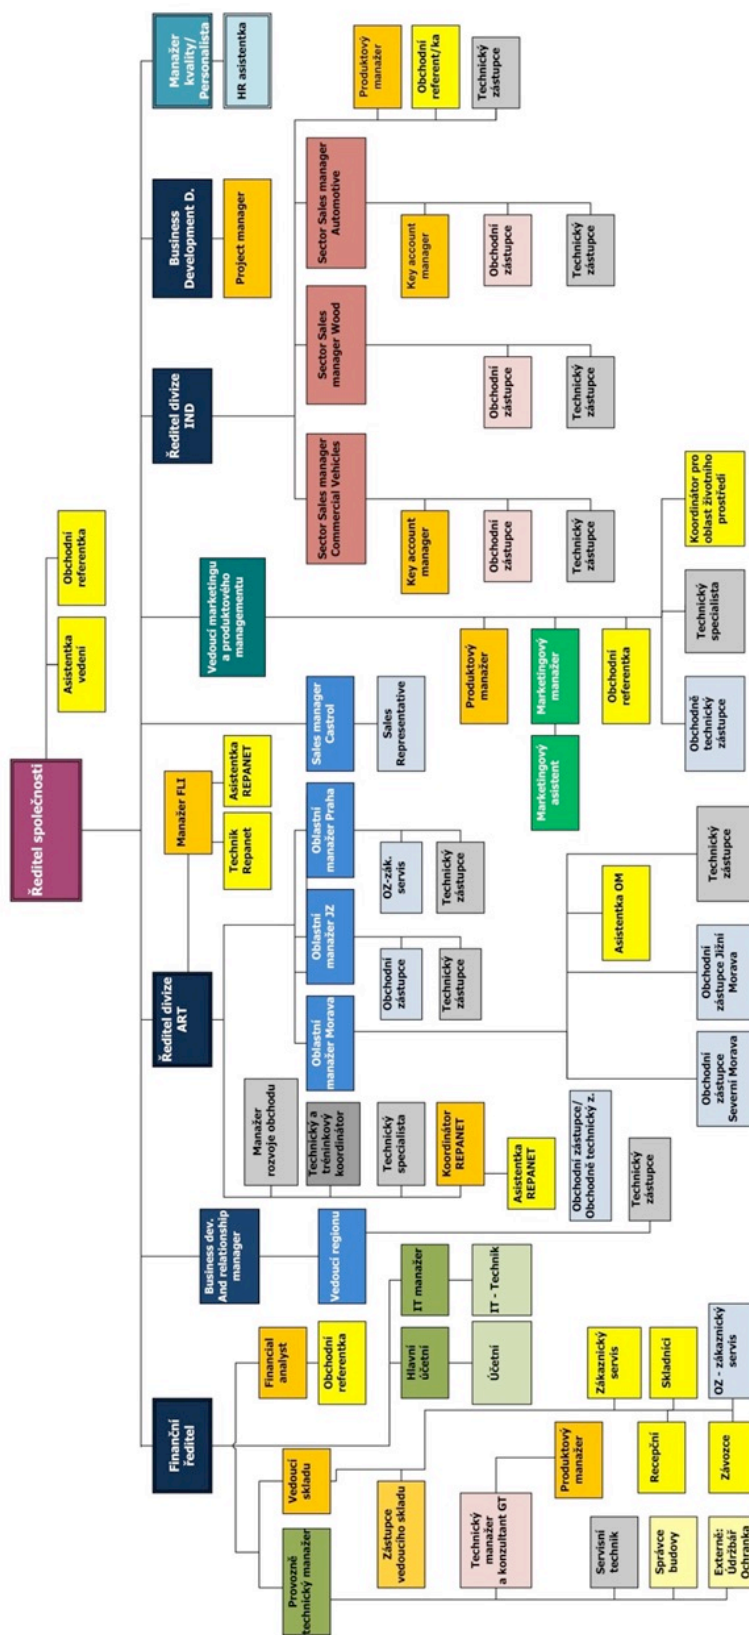 Ředitel společnosti
Asistentka
vedení
Obchodní
referentka
Finanční
ředitel
Business dev.
And relationship
manager
Ředitel divize
ART
Manažer FLI
Technik
Repanet
Asistentka
REPANET
Vedoucí marketingu
a produktového
managementu
Ředitel divize
IND
Business
Development D.
Project manager
Manažer
kvality/
Personalista
HR asistentka
Financial
analyst
Obchodní
referentka
Provozně
technický manažer
Vedoucí
skladu
Hlavní
účetní
Účetní
IT manažer
IT - Technik
Zástupce
vedoucího skladu
Technický
manažer
a konzultant GT
Produktový
manažer
Servisní
technik
Správce
budovy
Externě:
Údržbář
Ochranka
Zákaznický
servis
Recepční
Skladníci
Závozce
OZ - zákaznický
servis
Vedoucí regionu
Obchodní zástupce/
Obchodně technický z.
Technický
zástupce
Manažer
rozvoje obchodu
Technický a
tréninkový
koordinátor
Technický
specialista
Koordinátor
REPANET
Asistentka
REPANET
Oblastní
manažer Morava
Oblastní
manažer JZ
Oblastní
manažer Praha
Obchodní
zástupce
Technický
zástupce
OZ-zák.
servis
Technický
zástupce
Asistentka OM
Obchodní
zástupce
Severní Morava
Obchodní
zástupce Jižní
Morava
Technický
zástupce
Sales manager
Castrol
Sales
Representative
Produktový
manažer
Marketingový
asistent
Marketingový
manažer
Obchodní
referentka
Obchodně
technický
zástupce
Technický
specialista
Koordinátor pro
oblast životního
prostředí
Sector Sales manager
Commercial Vehicles
Key account
manager
Obchodní
zástupce
Technický
zástupce
Sector Sales
manager Wood
Obchodní
zástupce
Technický
zástupce
Sector Sales manager
Automotive
Key account
manager
Obchodní
zástupce
Technický
zástupce
Produktový
manažer
Obchodní
referent/ka
Technický
zástupce